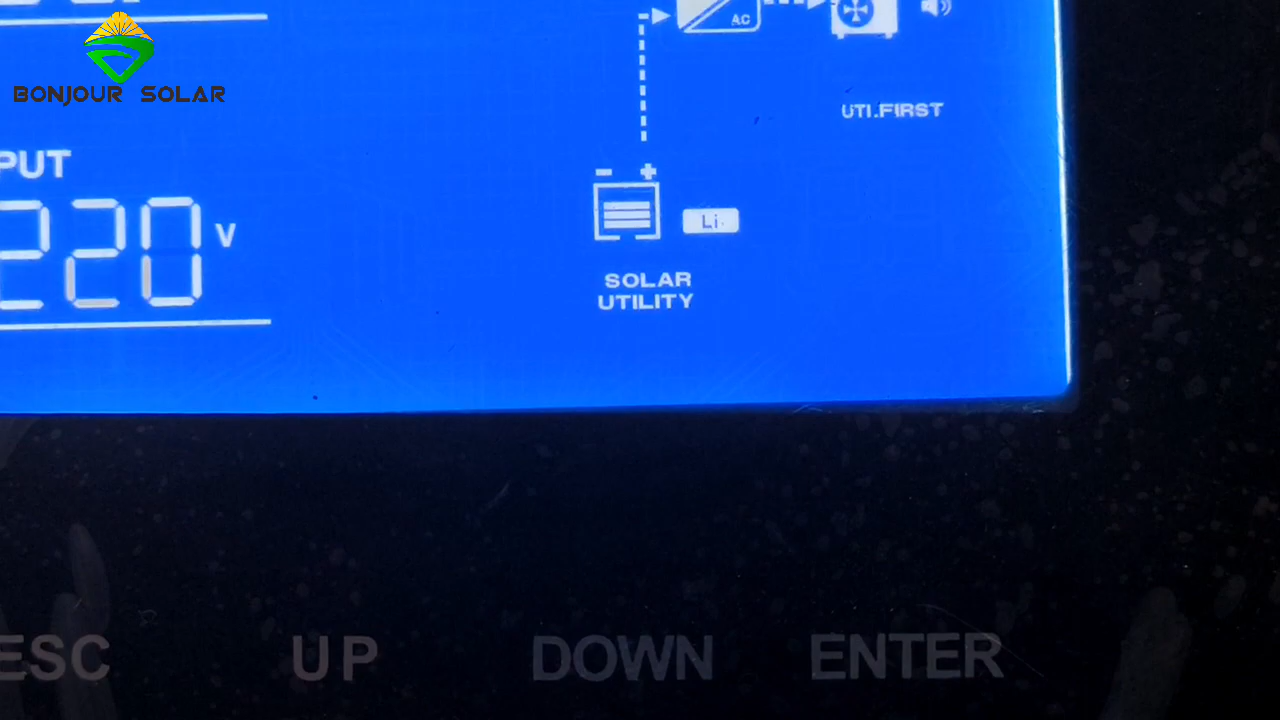 BONJOUR SOLAR
AC
UTI.FIRST
PUT
220 V
Li
SOLAR
UTILITY
ESC
UP
DOWN
ENTER